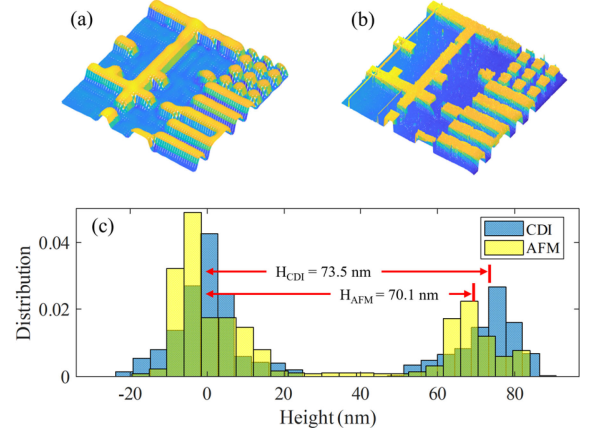 (a)
(b)
(c)
CDI
AFM
0.04
0.02
0
Distribution
H_CDI = 73.5 nm
H_AFM = 70.1 nm
-20 0 20 40 60 80
Height (nm)